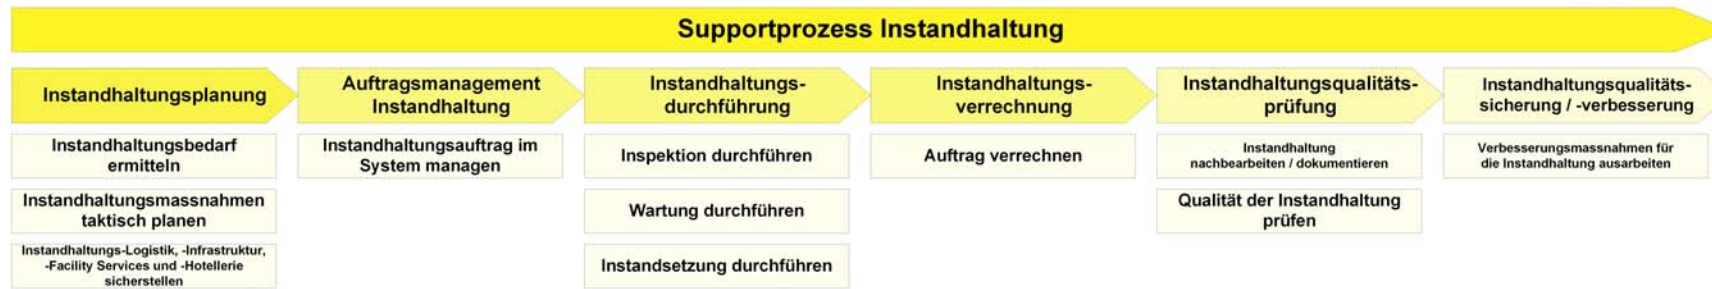 Supportprozess Instandhaltung
Instandhaltungsplanung
Auftragsmanagement
Instandhaltung
Instandhaltungs-
durchführung
Instandhaltungs-
verrechnung
Instandhaltungsqualitäts-
prüfung
Instandhaltungsqualitäts-
sicherung / -verbesserung
Instandhaltungsbedarf
ermitteln
Instandhaltungsauftrag im
System managen
Inspektion durchführen
Auftrag verrechnen
Instandhaltung
nachbearbeiten / dokumentieren
Verbesserungsmassnahmen für
die Instandhaltung ausarbeiten
Instandhaltungsmassnahmen
taktisch planen
Wartung durchführen
Qualität der Instandhaltung
prüfen
Instandhaltungs-Logistik, -Infrastruktur,
-Facility Services und -Hotellerie
sicherstellen
Instandsetzung durchführen